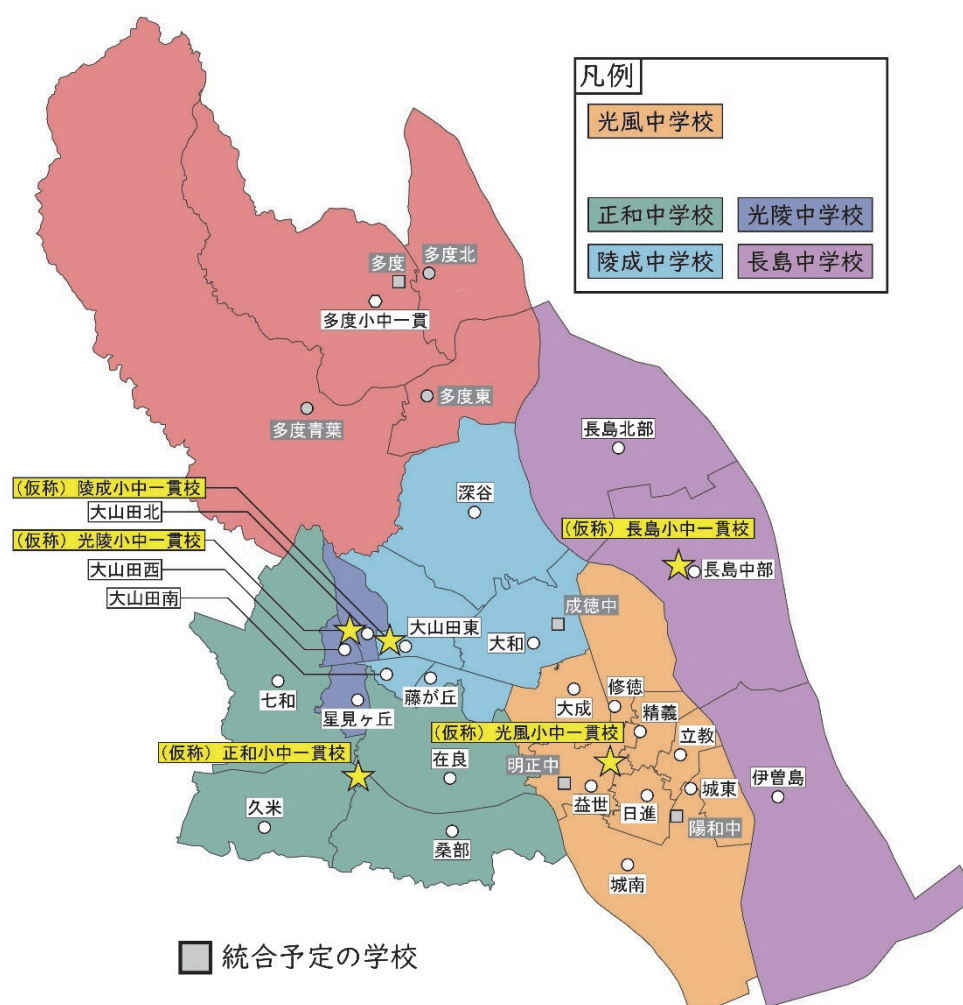 凡例
光風中学校
正和中学校
光陵中学校
陵成中学校
長島中学校
多度
多度北
多度小中一貫
多度東
多度青葉
長島北部
(仮称) 陵成小中一貫校
深谷
大山田北
(仮称) 長島小中一貫校
(仮称) 光陵小中一貫校
長島中部
大山田西
成徳中
大山田南
大山田東
大和
七和
藤が丘
修徳
大成
精義
星見ヶ丘
(仮称) 光風小中一貫校
立教
(仮称) 正和小中一貫校
在良
明正中
城東
伊曽島
益世
日進
久米
陽和中
桑部
城南
統合予定の学校